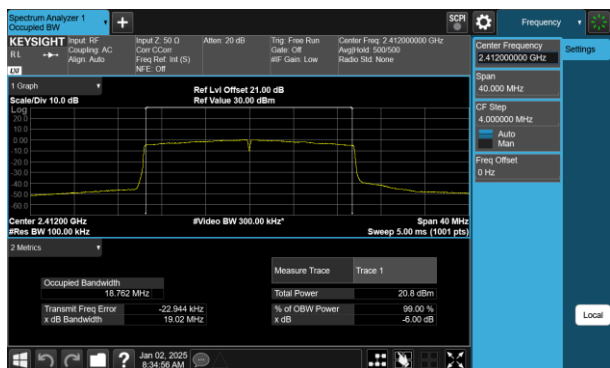 Spectrum Analyzer 1
Occupied BW
+
SCPI
Frequency
KEYSIGHT
RL
LNI
Input: RF
Coupling: AC
Align: Auto
Input Z: 50 Ω
Corr CCorr
Freq Ref: Int (S)
NFE: Off
Atten: 20 dB
Trig: Free Run
Gate: Off
#IF Gain: Low
Center Freq: 2.412000000 GHz
Avg|Hold: 500/500
Radio Std: None
Center Frequency
2.412000000 GHz
Settings
Span
40.000 MHz
CF Step
4.000000 MHz
Auto
Man
Freq Offset
0 Hz
Local
1 Graph
Scale/Div 10.0 dB
Ref Lvl Offset 21.00 dB
Ref Value 30.00 dBm
Log
20.0
10.0
0.00
-10.0
-20.0
-30.0
-40.0
-50.0
-60.0
Center 2.41200 GHz
#Video BW 300.00 kHz*
Span 40 MHz
#Res BW 100.00 kHz
Sweep 5.00 ms (1001 pts)
2 Metrics
Measure Trace
Trace 1
Occupied Bandwidth
18.762 MHz
Total Power
20.8 dBm
Transmit Freq Error
-22.944 kHz
% of OBW Power
99.00 %
x dB Bandwidth
19.02 MHz
x dB
-6.00 dB
?
Jan 02, 2025
8:34:56 AM